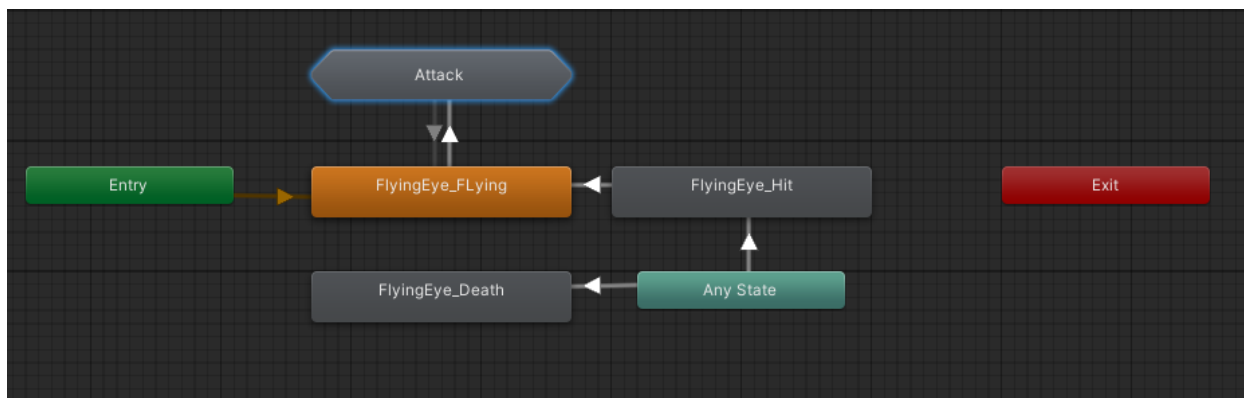 Attack
Entry
FlyingEye_FLying
FlyingEye_Hit
Exit
FlyingEye_Death
Any State